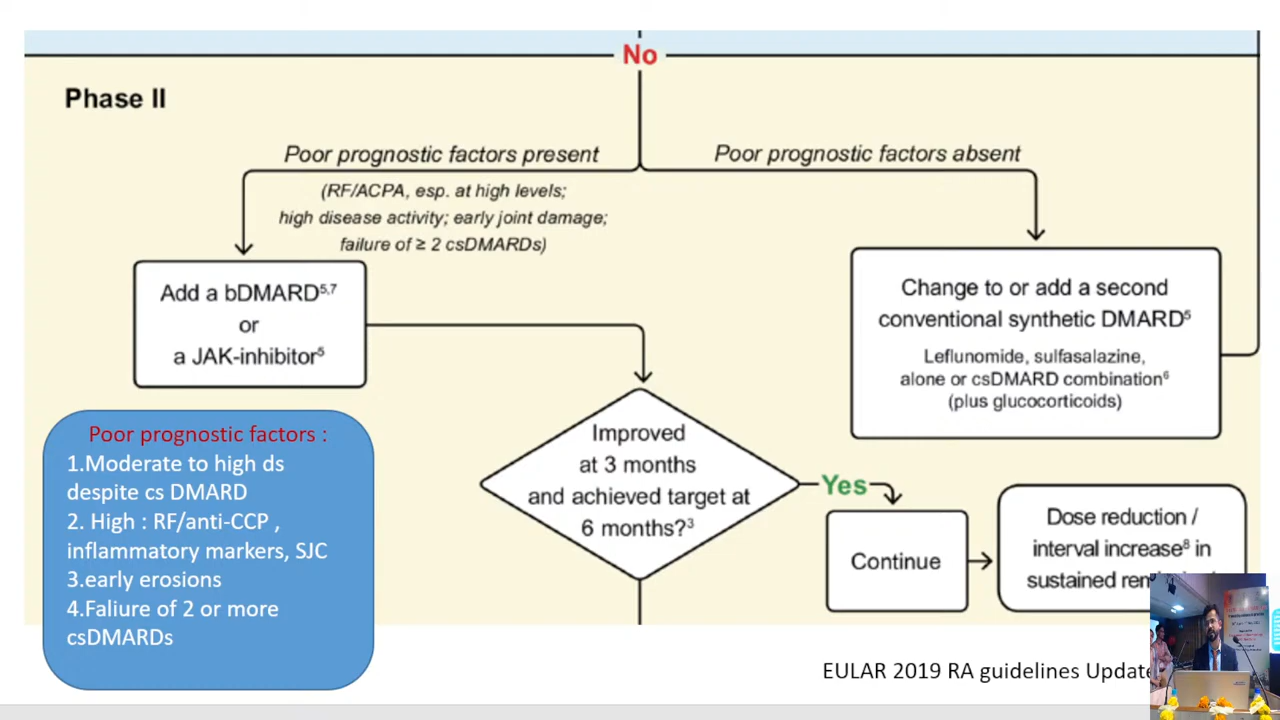 No
Phase II
Poor prognostic factors present
Poor prognostic factors absent
(RF/ACPA, esp. at high levels;
high disease activity; early joint damage;
failure of ≥ 2 csDMARDs)
Add a bDMARD⁵,⁷
or
a JAK-inhibitor⁵
Change to or add a second
conventional synthetic DMARD⁵
Leflunomide, sulfasalazine,
alone or csDMARD combination⁶
(plus glucocorticoids)
Poor prognostic factors :
1.Moderate to high ds
despite cs DMARD
2. High : RF/anti-CCP ,
inflammatory markers, SJC
3.early erosions
4.Faliure of 2 or more
csDMARDs
Improved
at 3 months
and achieved target at
6 months?³
Yes
Continue
Dose reduction /
interval increase⁸ in
sustained
EULAR 2019 RA guidelines Update